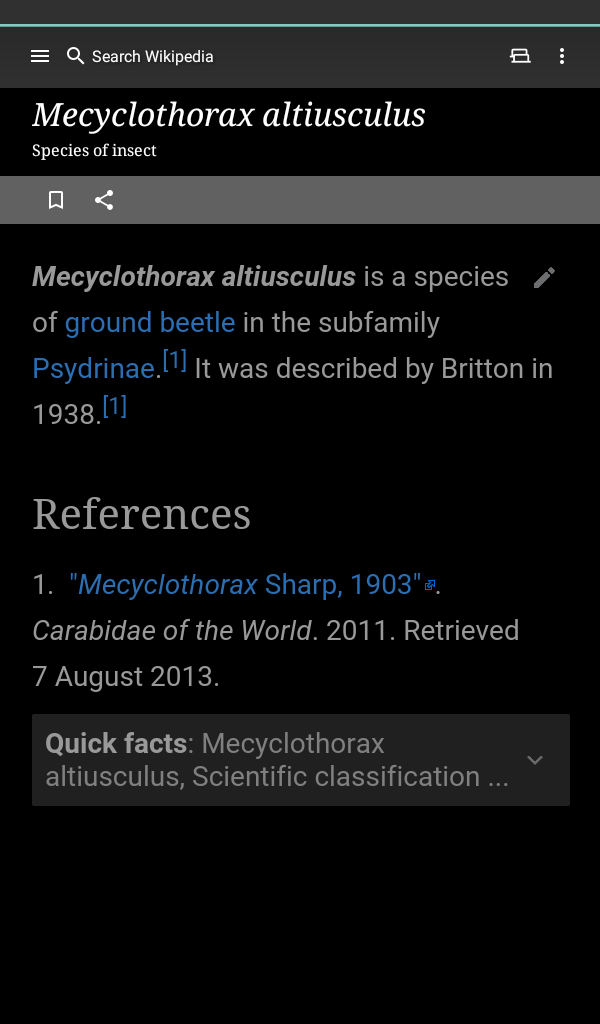 Search Wikipedia
Mecyclothorax altiusculus
Species of insect
Mecyclothorax altiusculus is a species
of ground beetle in the subfamily
Psydrinae.[1] It was described by Britton in
1938.[1]
References
1. "Mecyclothorax Sharp, 1903".
Carabidae of the World. 2011. Retrieved
7 August 2013.
Quick facts: Mecyclothorax
altiusculus, Scientific classification ...